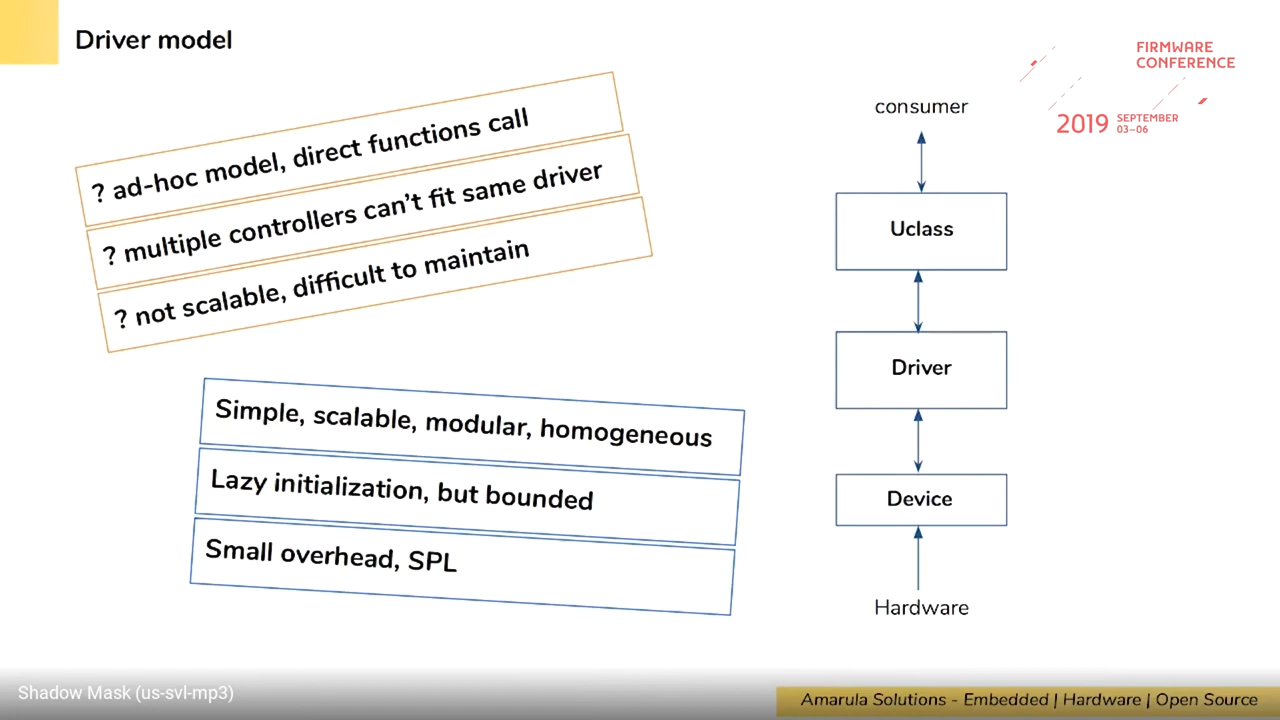 Driver model
FIRMWARE
CONFERENCE
2019 SEPTEMBER
03–06
? ad-hoc model, direct functions call
? multiple controllers can’t fit same driver
? not scalable, difficult to maintain
Simple, scalable, modular, homogeneous
Lazy initialization, but bounded
Small overhead, SPL
consumer
Uclass
Driver
Device
Hardware
Shadow Mask (us-svl-mp3)
Amarula Solutions - Embedded | Hardware | Open Source